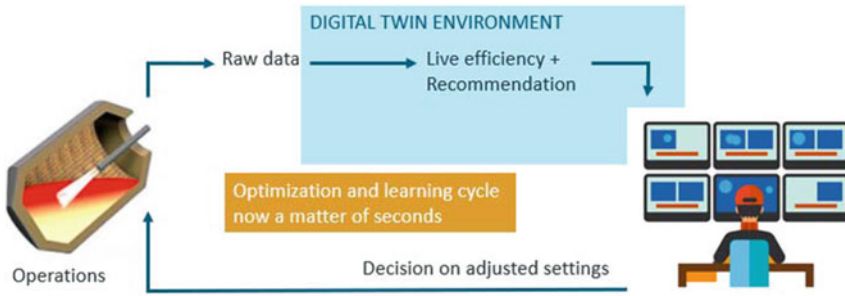 DIGITAL TWIN ENVIRONMENT
Raw data
Live efficiency +
Recommendation
Optimization and learning cycle
now a matter of seconds
Operations
Decision on adjusted settings